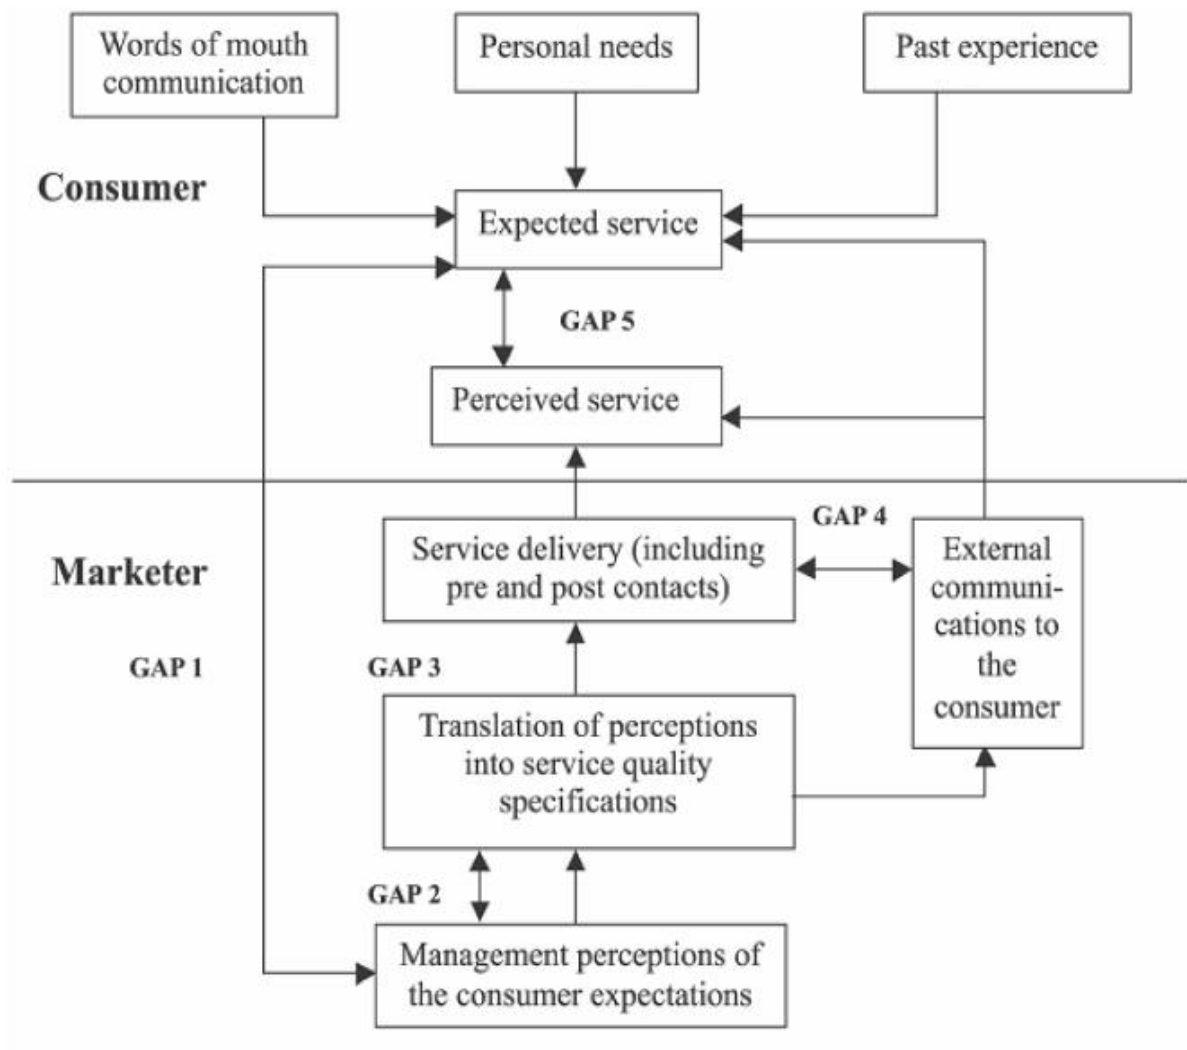 Words of mouth
communication
Personal needs
Past experience
Consumer
Expected service
GAP 5
Perceived service
GAP 4
Marketer
Service delivery (including
pre and post contacts)
External
communi-
cations to
the
consumer
GAP 1
GAP 3
Translation of perceptions
into service quality
specifications
GAP 2
Management perceptions of
the consumer expectations